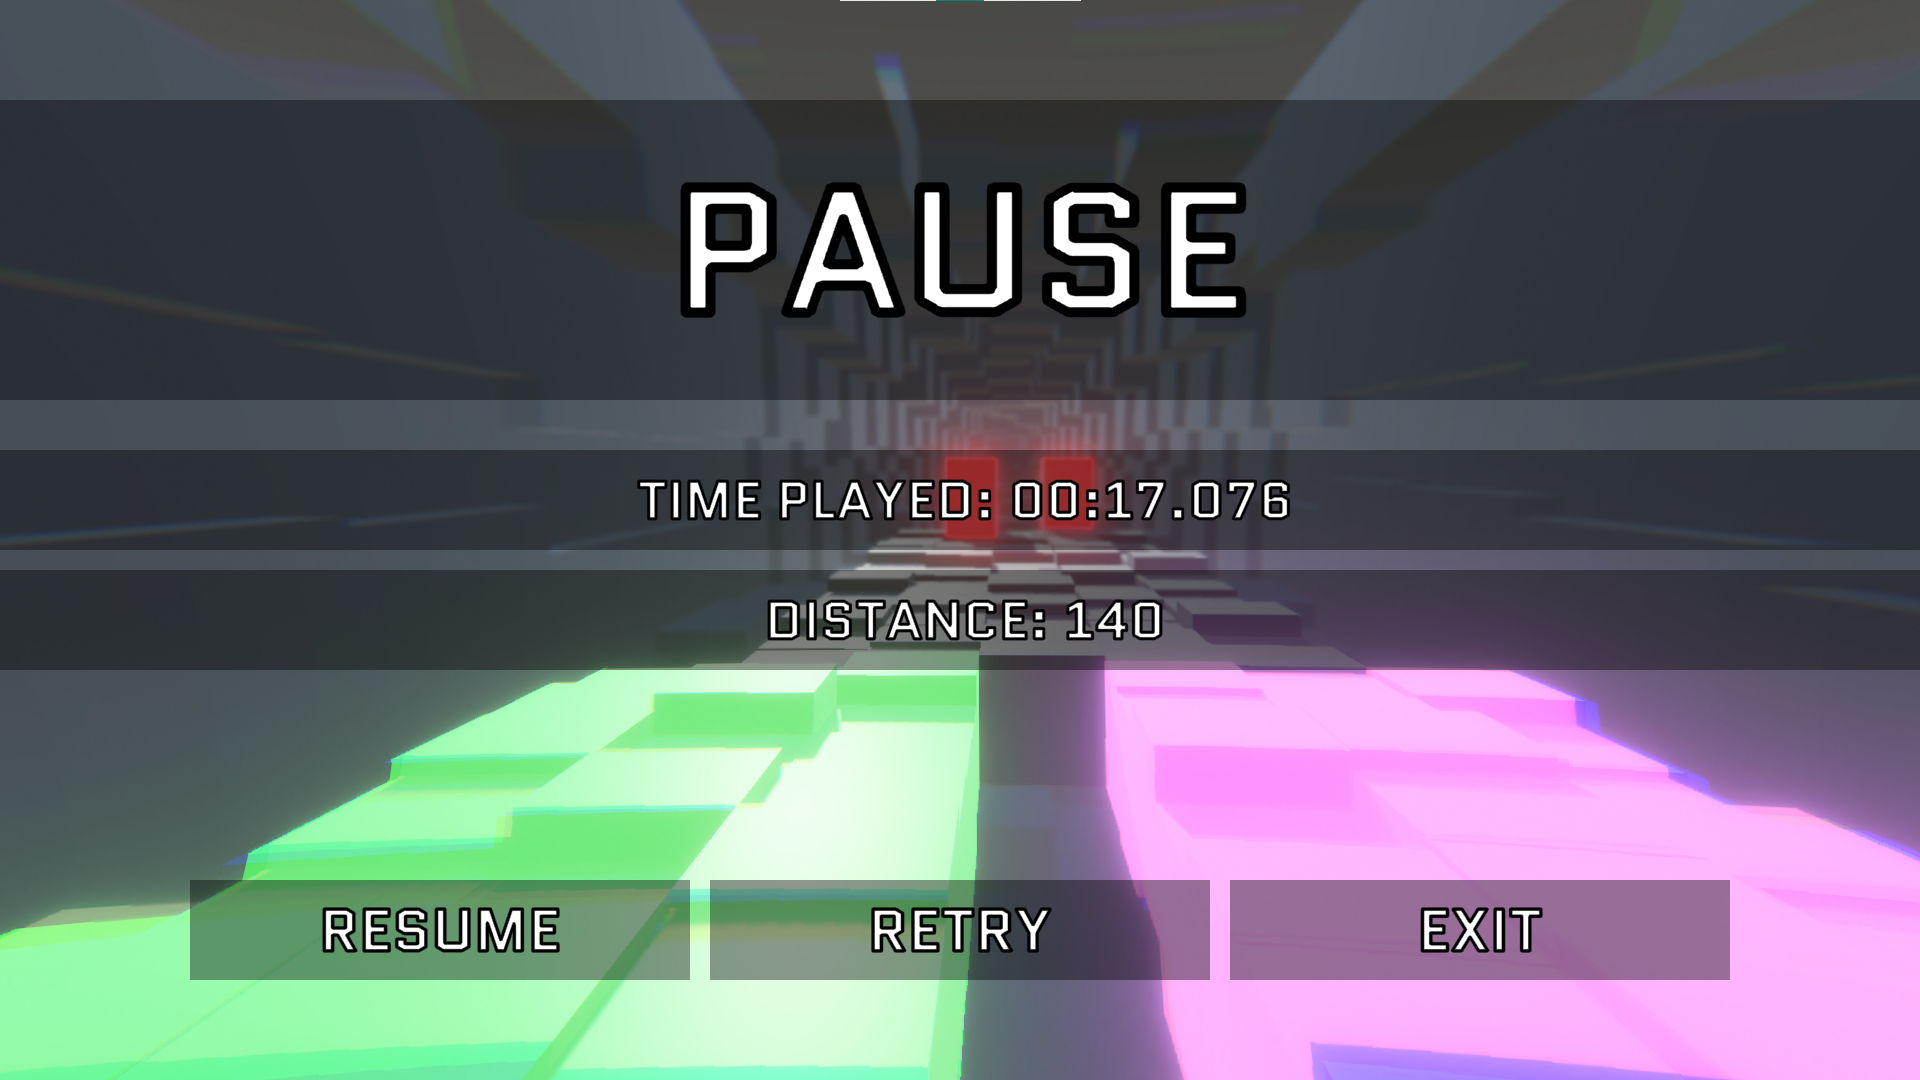 PAUSE
TIME PLAYED: 00:17.076
DISTANCE: 140
RESUME
RETRY
EXIT